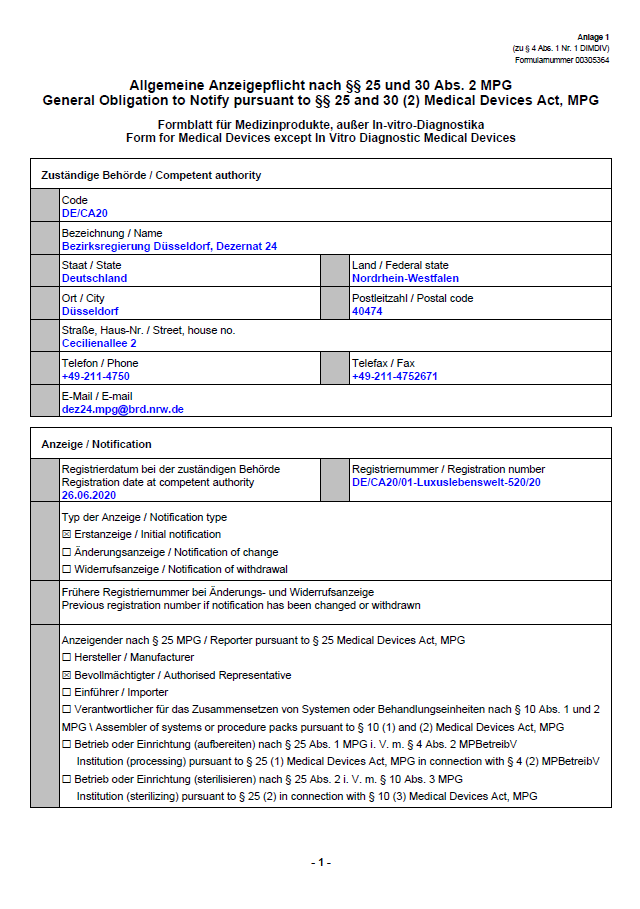 Anlage 1
(zu § 4 Abs. 1 Nr. 1 DIMDIV)
Formularnummer 00305364
Allgemeine Anzeigepflicht nach §§ 25 und 30 Abs. 2 MPG
General Obligation to Notify pursuant to §§ 25 and 30 (2) Medical Devices Act, MPG
Formblatt für Medizinprodukte, außer In-vitro-Diagnostika
Form for Medical Devices except In Vitro Diagnostic Medical Devices
Zuständige Behörde / Competent authority
Code
DE/CA20
Bezeichnung / Name
Bezirksregierung Düsseldorf, Dezernat 24
Staat / State
Deutschland
Land / Federal state
Nordrhein-Westfalen
Ort / City
Düsseldorf
Postleitzahl / Postal code
40474
Straße, Haus-Nr. / Street, house no.
Cecilienallee 2
Telefon / Phone
+49-211-4750
Telefax / Fax
+49-211-4752671
E-Mail / E-mail
dez24.mpg@brd.nrw.de
Anzeige / Notification
Registrierdatum bei der zuständigen Behörde
Registration date at competent authority
26.06.2020
Registriernummer / Registration number
DE/CA20/01-Luxuslebenswelt-520/20
Typ der Anzeige / Notification type
☒ Erstanzeige / Initial notification
☐ Änderungsanzeige / Notification of change
☐ Widerrufsanzeige / Notification of withdrawal
Frühere Registriernummer bei Änderungs- und Widerrufsanzeige
Previous registration number if notification has been changed or withdrawn
Anzeigender nach § 25 MPG / Reporter pursuant to § 25 Medical Devices Act, MPG
☐ Hersteller / Manufacturer
☒ Bevollmächtigter / Authorised Representative
☐ Einführer / Importer
☐ Verantwortlicher für das Zusammensetzen von Systemen oder Behandlungseinheiten nach § 10 Abs. 1 und 2
MPG \ Assembler of systems or procedure packs pursuant to § 10 (1) and (2) Medical Devices Act, MPG
☐ Betrieb oder Einrichtung (aufbereiten) nach § 25 Abs. 1 MPG i. V. m. § 4 Abs. 2 MPBetreibV
Institution (processing) pursuant to § 25 (1) Medical Devices Act, MPG in connection with § 4 (2) MPBetreibV
☐ Betrieb oder Einrichtung (sterilisieren) nach § 25 Abs. 2 i. V. m. § 10 Abs. 3 MPG
Institution (sterilizing) pursuant to § 25 (2) in connection with § 10 (3) Medical Devices Act, MPG
- 1 -